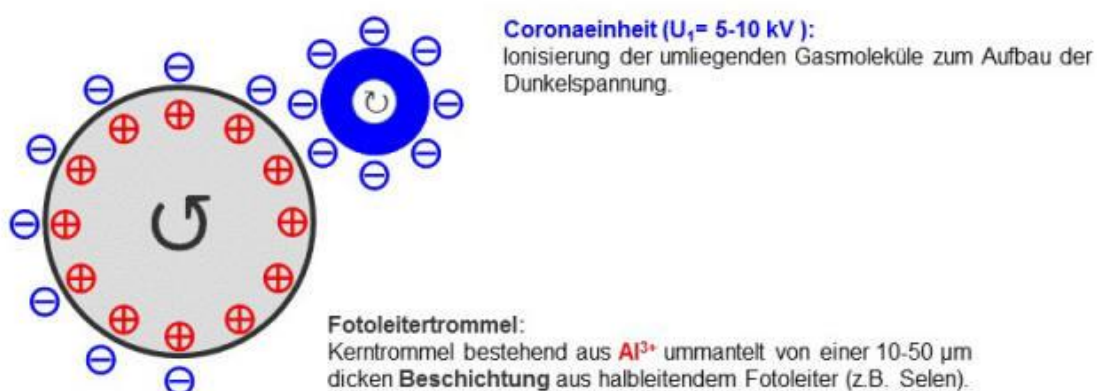 Coronaeinheit (U₁= 5-10 kV ):
Ionisierung der umliegenden Gasmoleküle zum Aufbau der
Dunkelspannung.
Fotoleitertrommel:
Kerntrommel bestehend aus Al³⁺ ummantelt von einer 10-50 µm
dicken Beschichtung aus halbleitendem Fotoleiter (z.B. Selen).